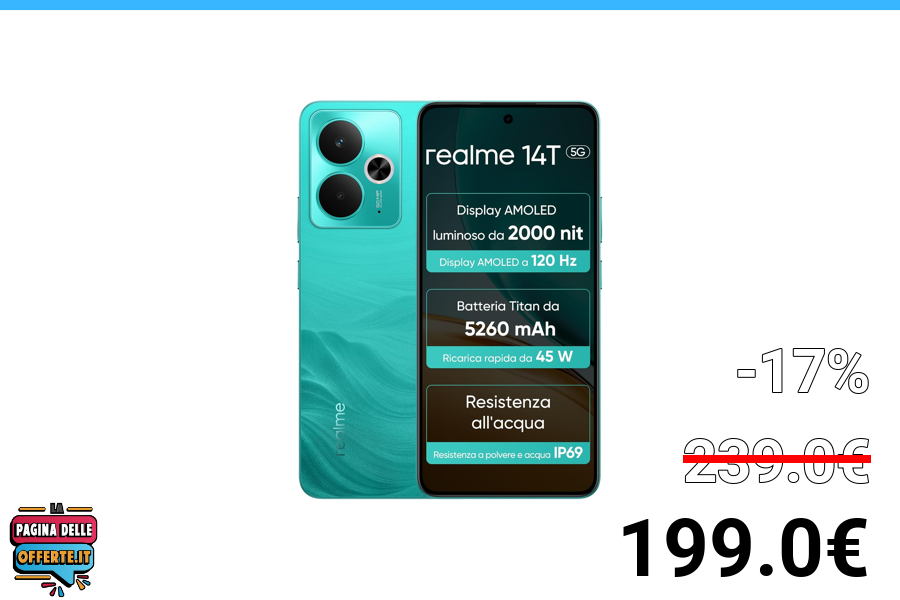 realme 14T 5G
Display AMOLED
luminoso da 2000 nit
Display AMOLED a 120 Hz
Batteria Titan da
5260 mAh
Ricarica rapida da 45 W
Resistenza
all'acqua
Resistenza a polvere e acqua IP69
realme
-17%
239.0€
199.0€
LA
PAGINA DELLE
OFFERTE.IT